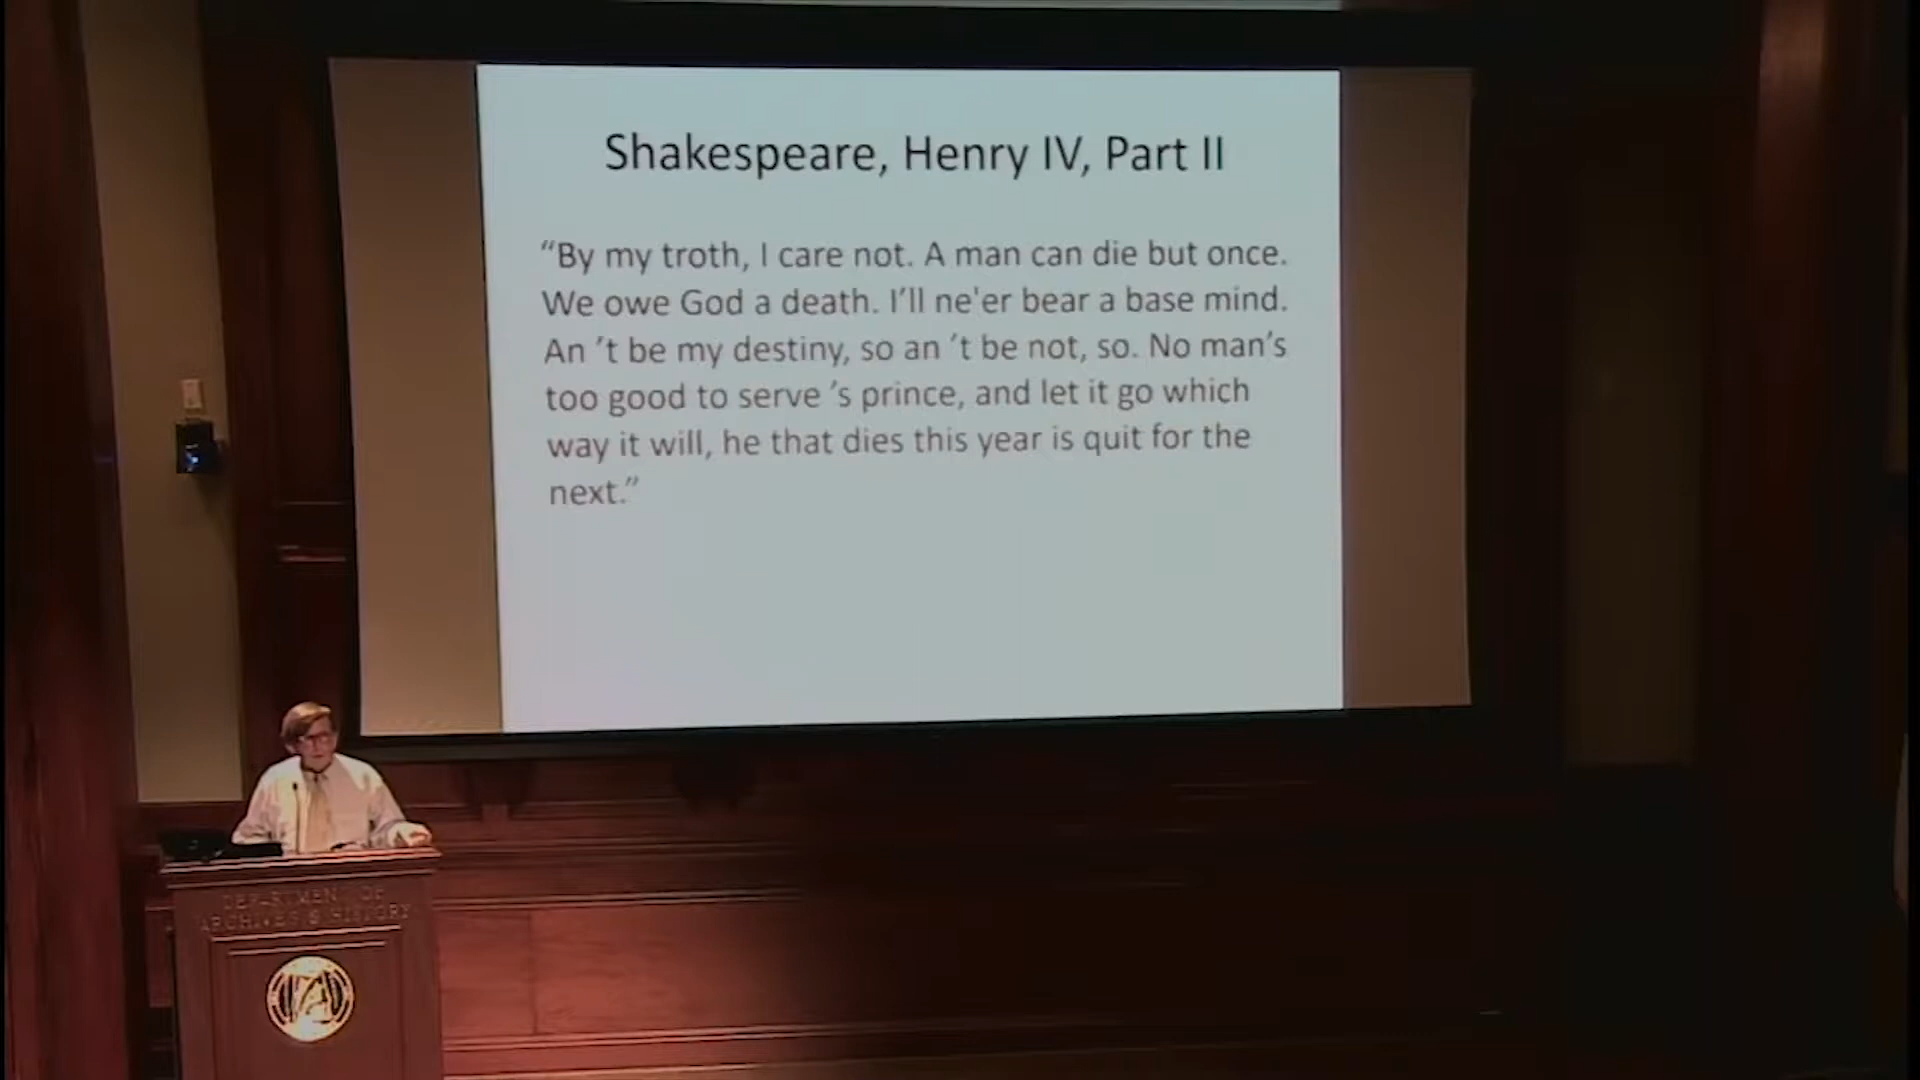 Shakespeare, Henry IV, Part II
“By my troth, I care not. A man can die but once.
We owe God a death. I’ll ne'er bear a base mind.
An ’t be my destiny, so an ’t be not, so. No man’s
too good to serve ’s prince, and let it go which
way it will, he that dies this year is quit for the
next.”
DEPARTMENT OF
ARCHIVES & HISTORY